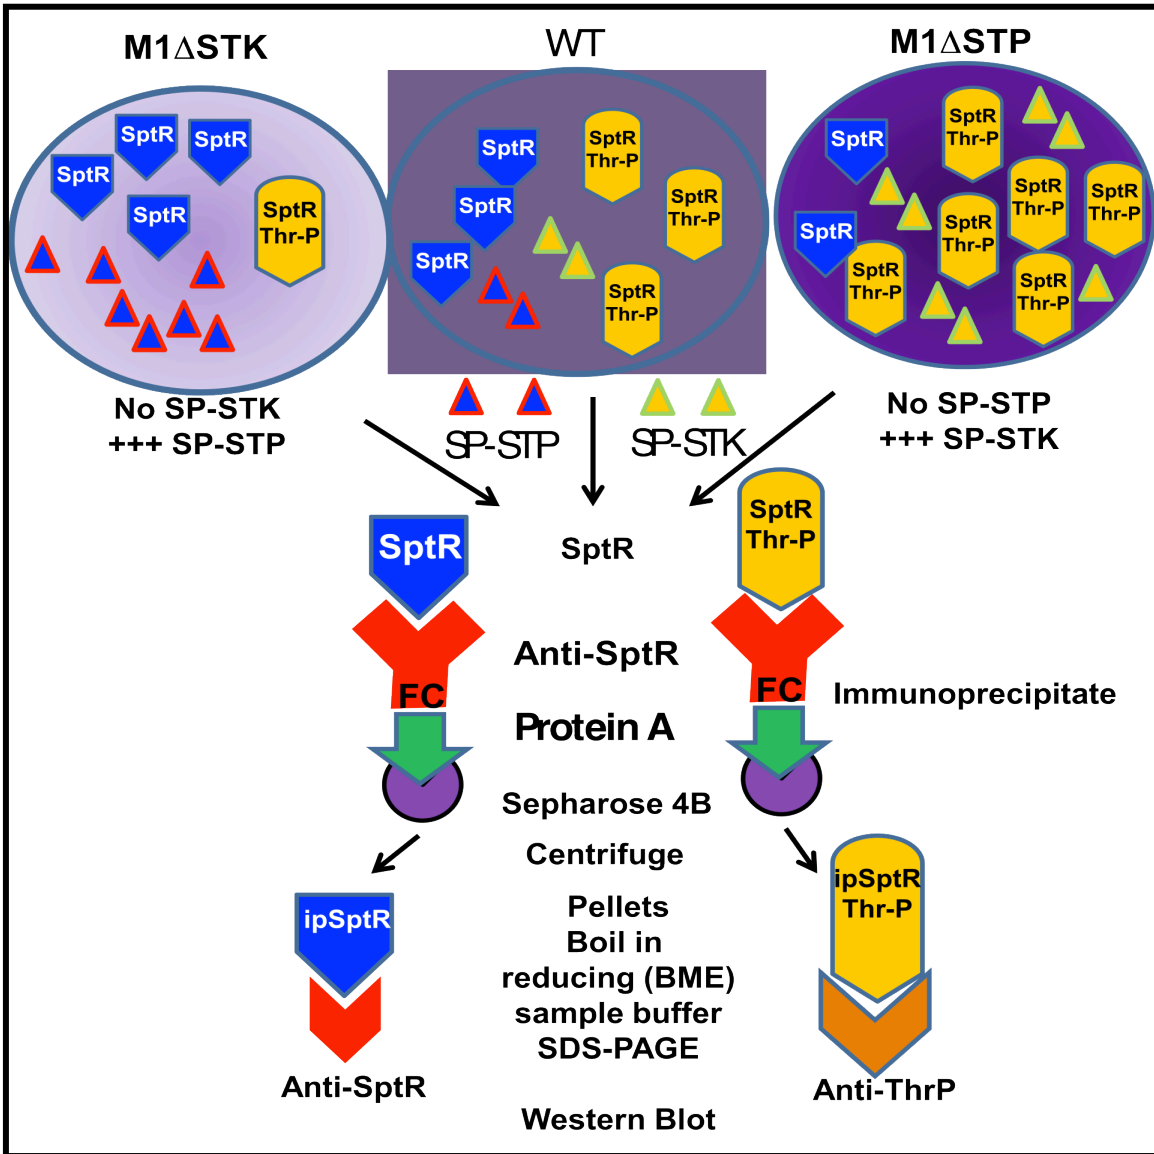 M1ΔSTK
WT
M1ΔSTP
SptR
SptR
SptR
SptR
SptR
Thr-P
SptR
SptR
SptR
SptR
Thr-P
SptR
Thr-P
SptR
Thr-P
SptR
SptR
SptR
Thr-P
SptR
Thr-P
SptR
Thr-P
SptR
Thr-P
SptR
Thr-P
SptR
Thr-P
No SP-STK
+++ SP-STP
SP-STP
SP-STK
No SP-STP
+++ SP-STK
SptR
SptR
SptR
Thr-P
Anti-SptR
FC
FC
Immunoprecipitate
Protein A
Sepharose 4B
Centrifuge
ipSptR
ipSptR
Thr-P
Pellets
Boil in
reducing (BME)
sample buffer
SDS-PAGE
Anti-SptR
Anti-ThrP
Western Blot